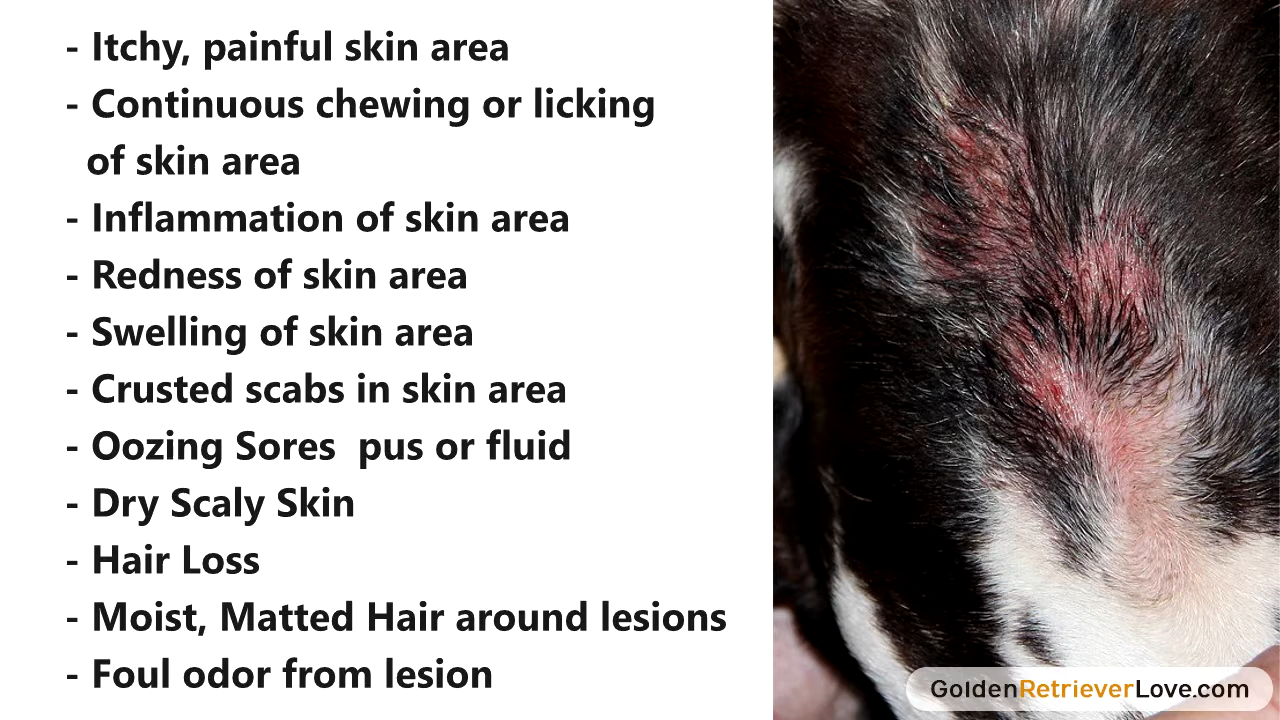 - Itchy, painful skin area
- Continuous chewing or licking
of skin area
- Inflammation of skin area
- Redness of skin area
- Swelling of skin area
- Crusted scabs in skin area
- Oozing Sores  pus or fluid
- Dry Scaly Skin
- Hair Loss
- Moist, Matted Hair around lesions
- Foul odor from lesion
GoldenRetrieverLove.com